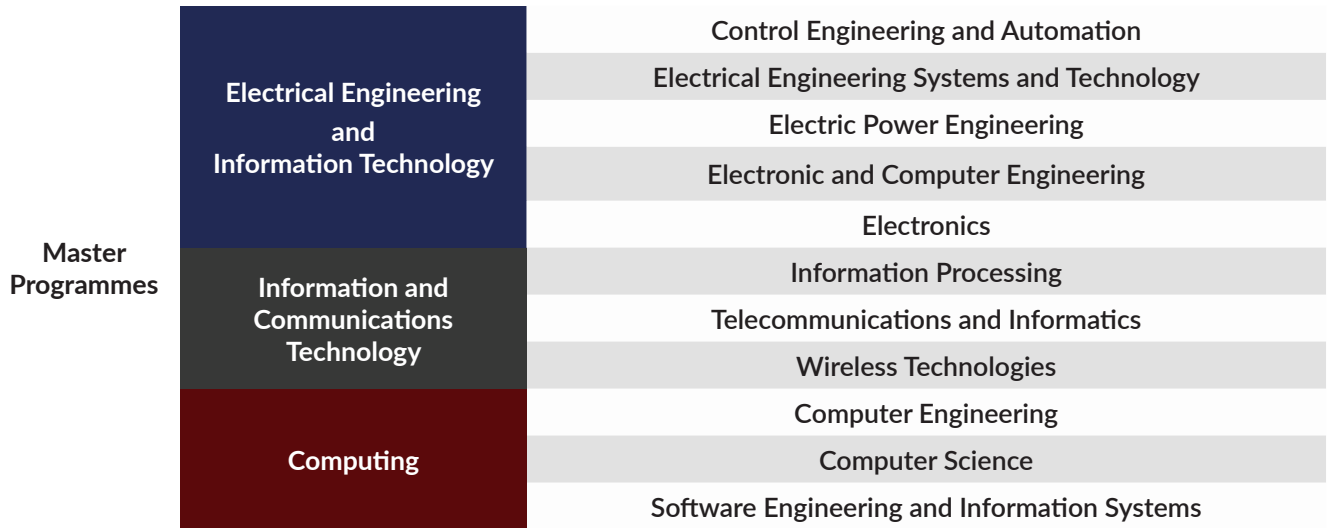 Master
Programmes
Electrical Engineering
and
Information Technology
Control Engineering and Automation
Electrical Engineering Systems and Technology
Electric Power Engineering
Electronic and Computer Engineering
Electronics
Information and
Communications
Technology
Information Processing
Telecommunications and Informatics
Wireless Technologies
Computing
Computer Engineering
Computer Science
Software Engineering and Information Systems